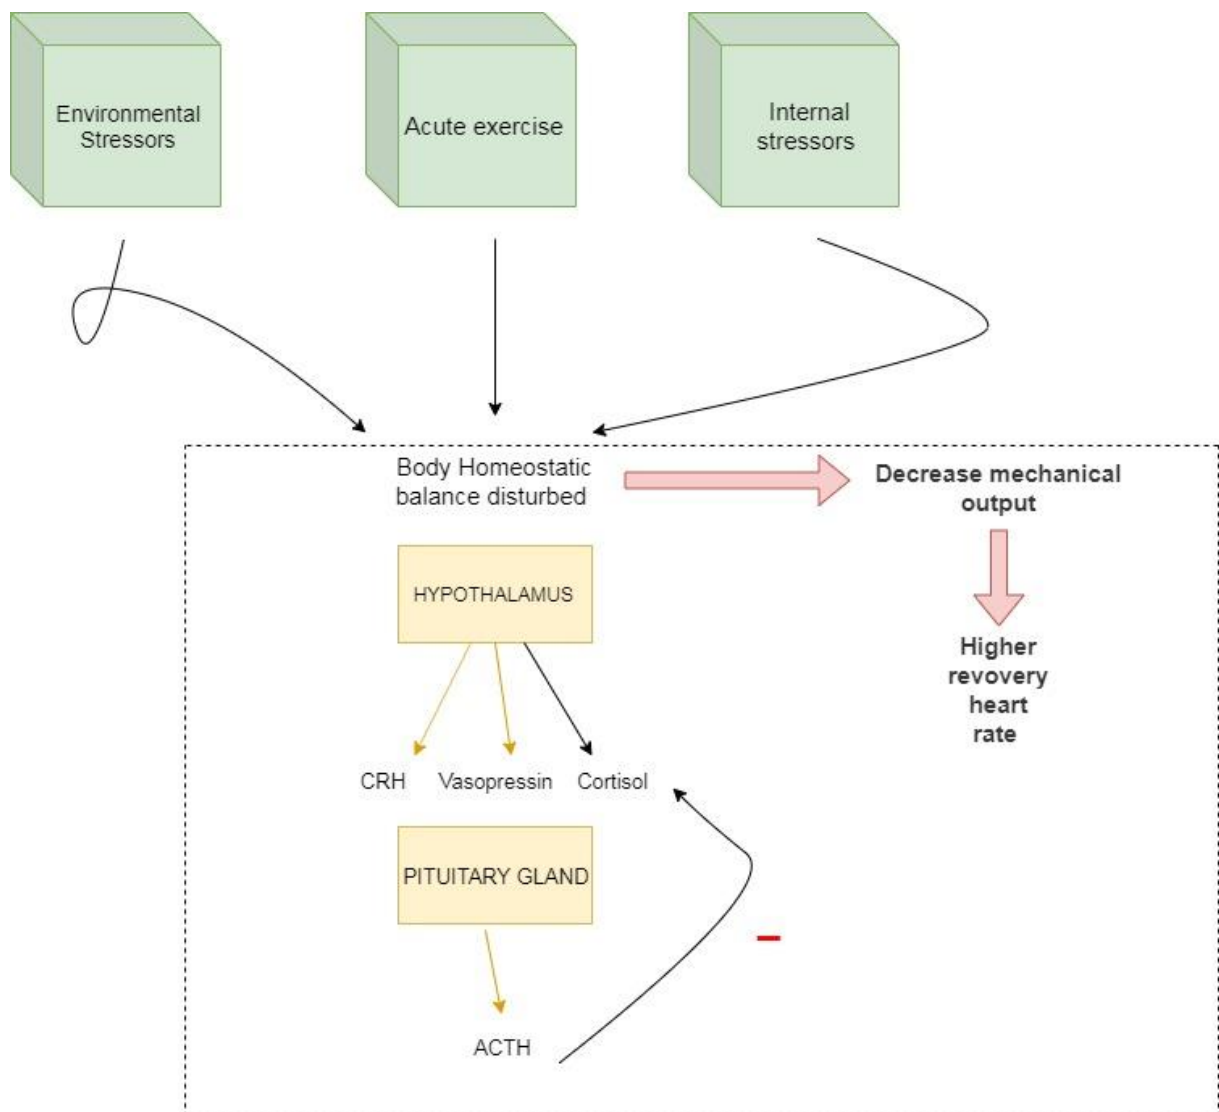 Environmental
Stressors
Acute exercise
Internal
stressors
Body Homeostatic
balance disturbed
Decrease mechanical
output
HYPOTHALAMUS
Higher
revovery
heart
rate
CRH
Vasopressin
Cortisol
PITUITARY GLAND
ACTH